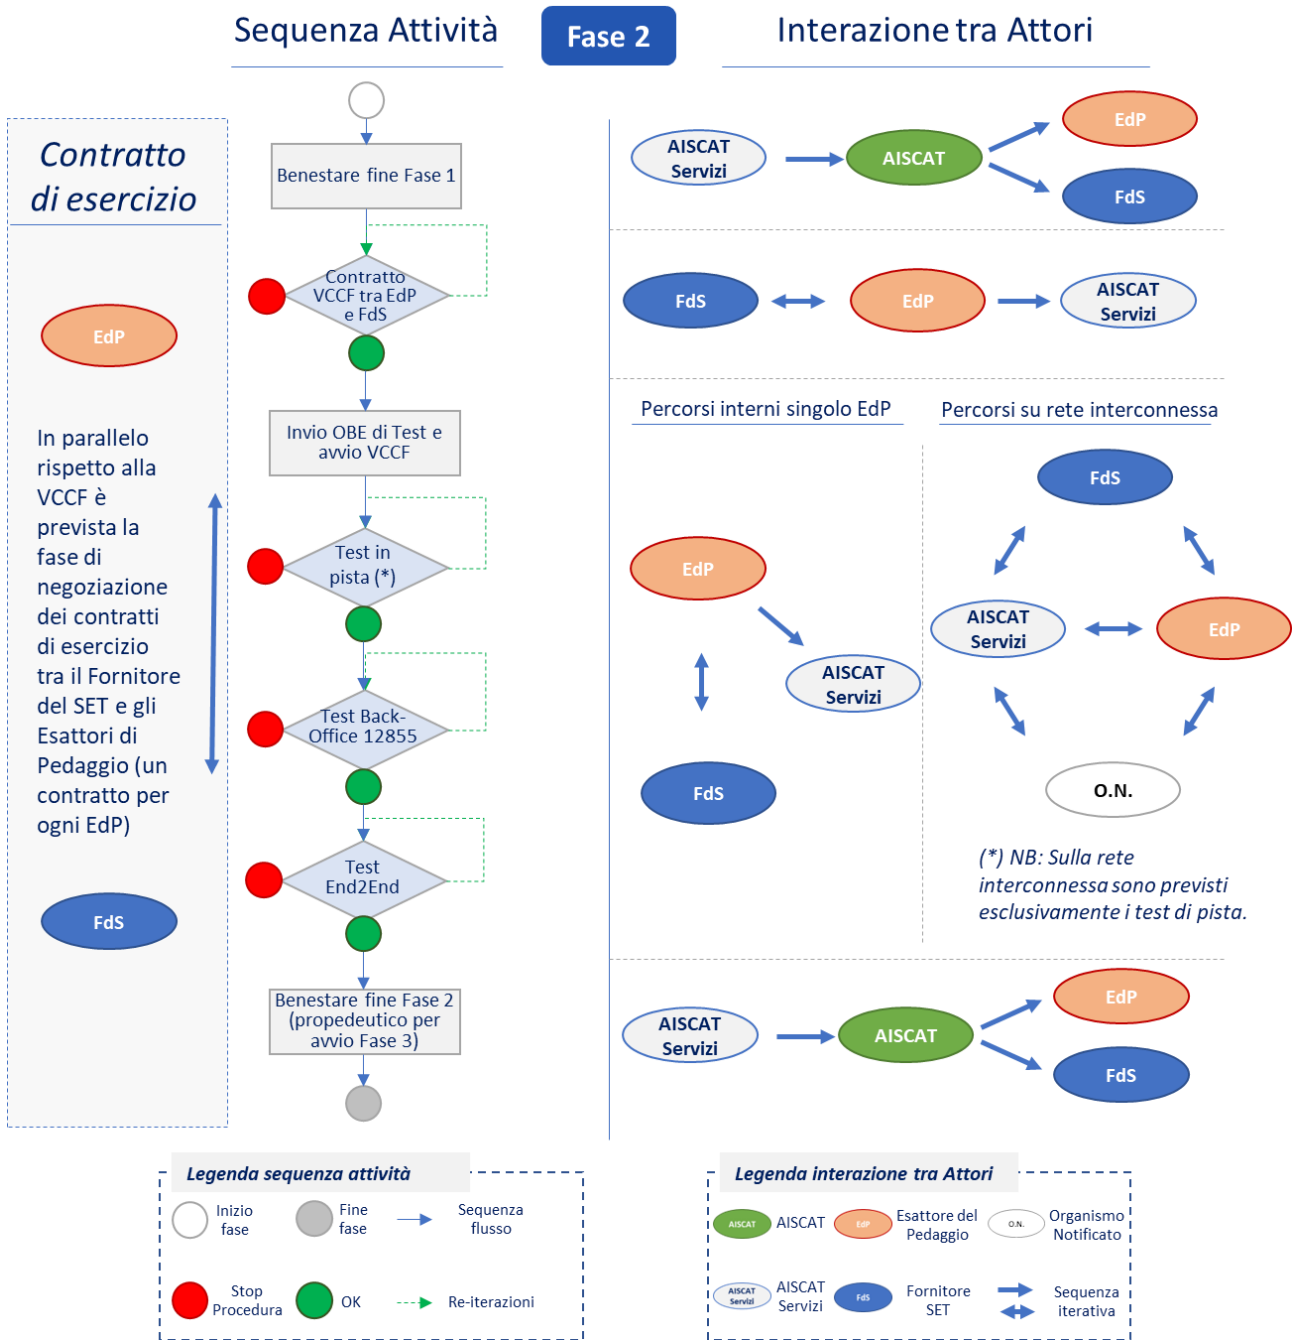 Sequenza Attività
Fase 2
Interazione tra Attori
Contratto
di esercizio
EdP
In parallelo
rispetto alla
VCCF è
prevista la
fase di
negoziazione
dei contratti
di esercizio
tra il Fornitore
del SET e gli
Esattori di
Pedaggio (un
contratto per
ogni EdP)
FdS
Benestare fine Fase 1
Contratto
VCCF tra EdP
e FdS
Invio OBE di Test e
avvio VCCF
Test in
pista (*)
Test Back-
Office 12855
Test
End2End
Benestare fine Fase 2
(propedeutico per
avvio Fase 3)
AISCAT
Servizi
AISCAT
EdP
FdS
FdS
EdP
AISCAT
Servizi
Percorsi interni singolo EdP
EdP
AISCAT
Servizi
FdS
Percorsi su rete interconnessa
FdS
AISCAT
Servizi
EdP
O.N.
(*) NB: Sulla rete
interconnessa sono previsti
esclusivamente i test di pista.
AISCAT
Servizi
AISCAT
EdP
FdS
Legenda sequenza attività
Inizio
fase
Fine
fase
Sequenza
flusso
Stop
Procedura
OK
Re-iterazioni
Legenda interazione tra Attori
AISCAT
AISCAT
EdP
Esattore del
Pedaggio
O.N.
Organismo
Notificato
AISCAT
Servizi
AISCAT
Servizi
FdS
Fornitore
SET
Sequenza
iterativa